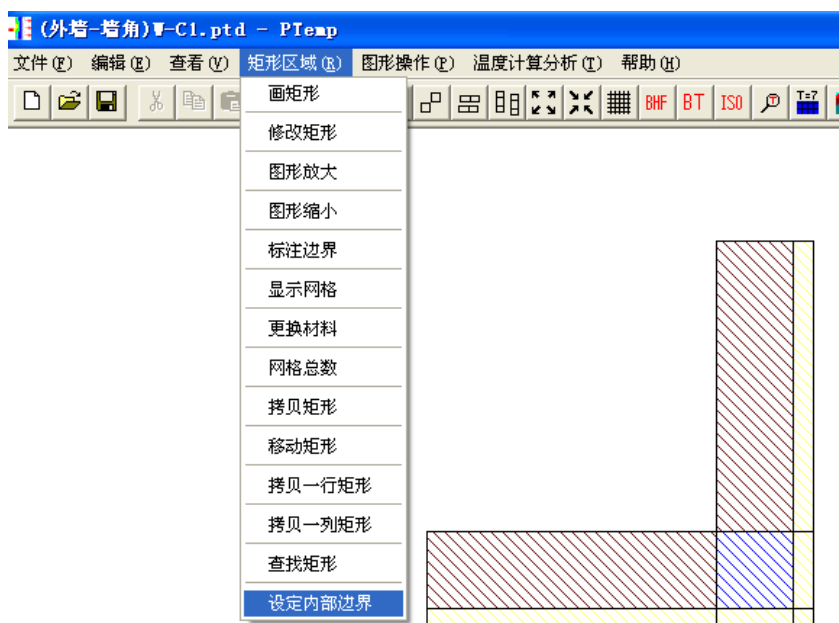 (外墙-墙角)W-C1.ptd - PTemp
文件(F) 编辑(E) 查看(V) 矩形区域(R) 图形操作(P) 温度计算分析(T) 帮助(H)
BHF BT ISO T T=?
画矩形
修改矩形
图形放大
图形缩小
标注边界
显示网格
更换材料
网格总数
拷贝矩形
移动矩形
拷贝一行矩形
拷贝一列矩形
查找矩形
设定内部边界